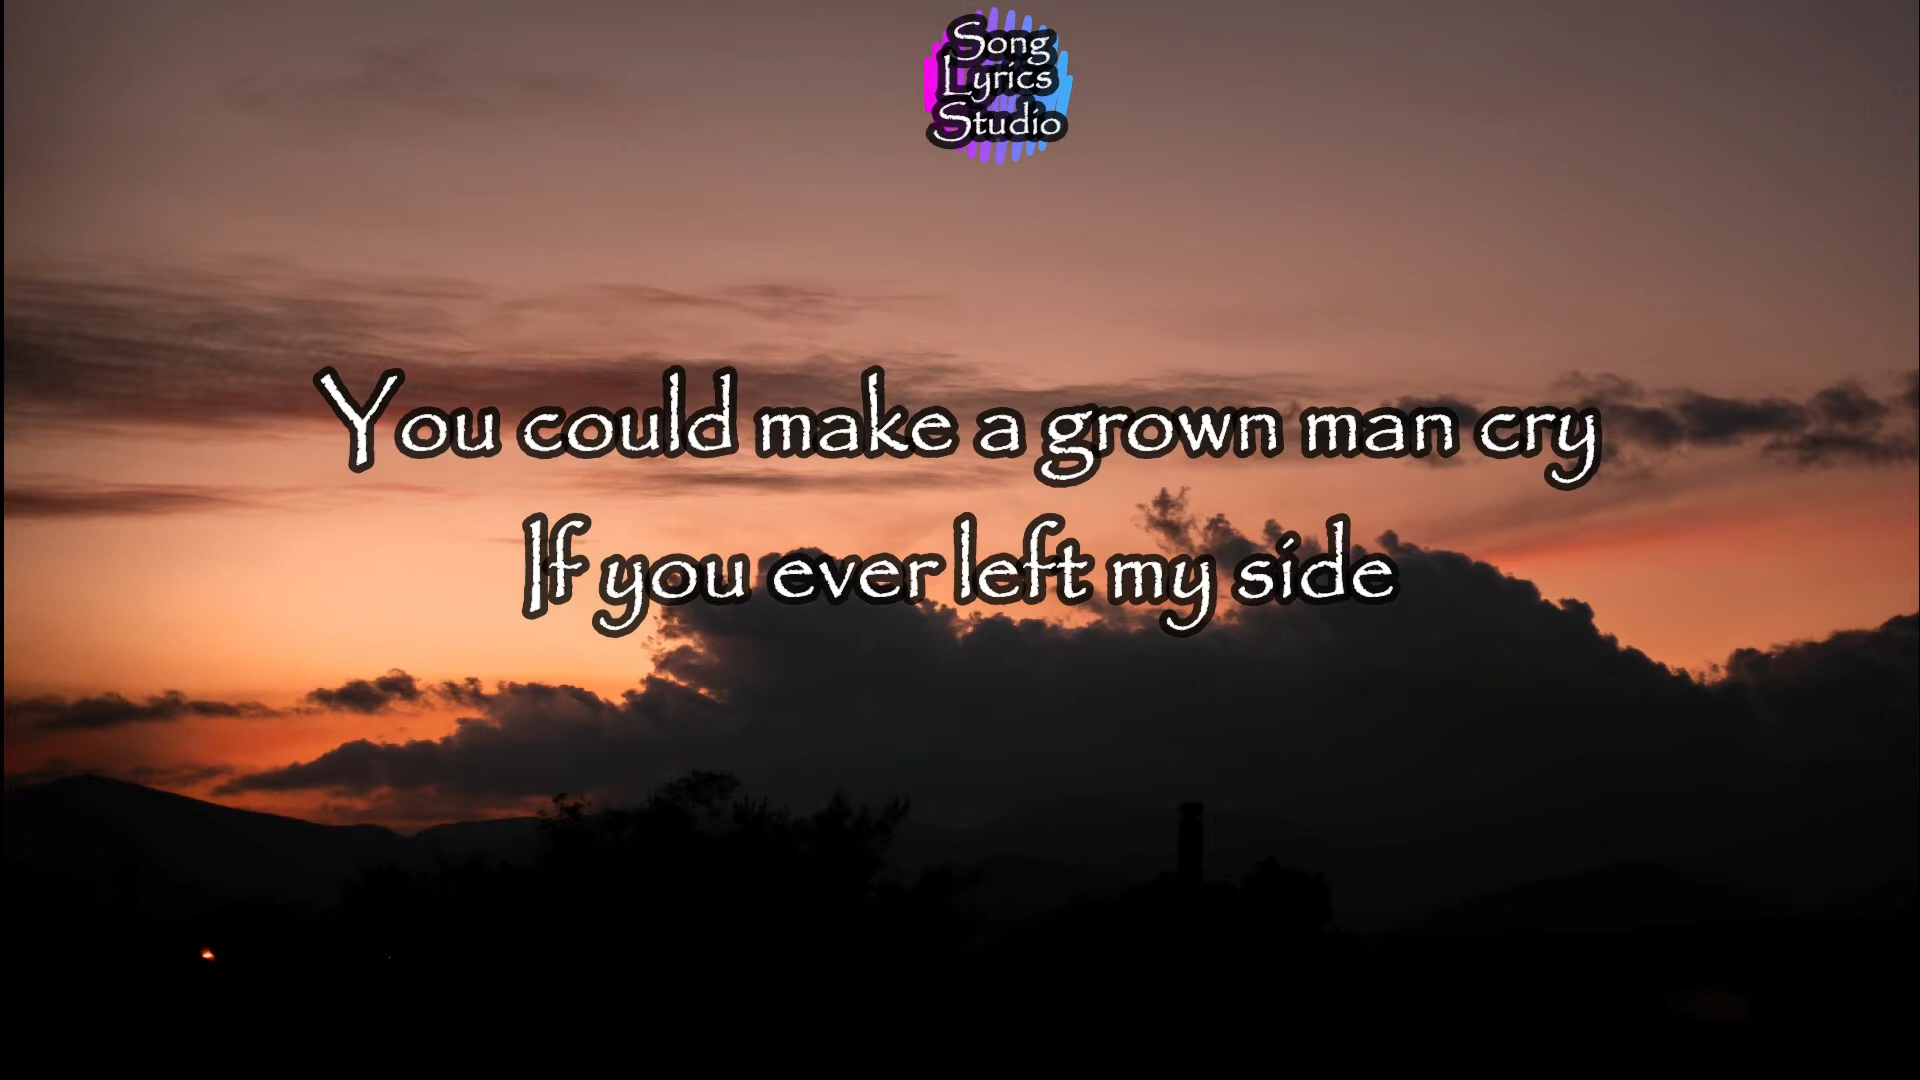 Song
Lyrics
Studio
You could make a grown man cry
If you ever left my side